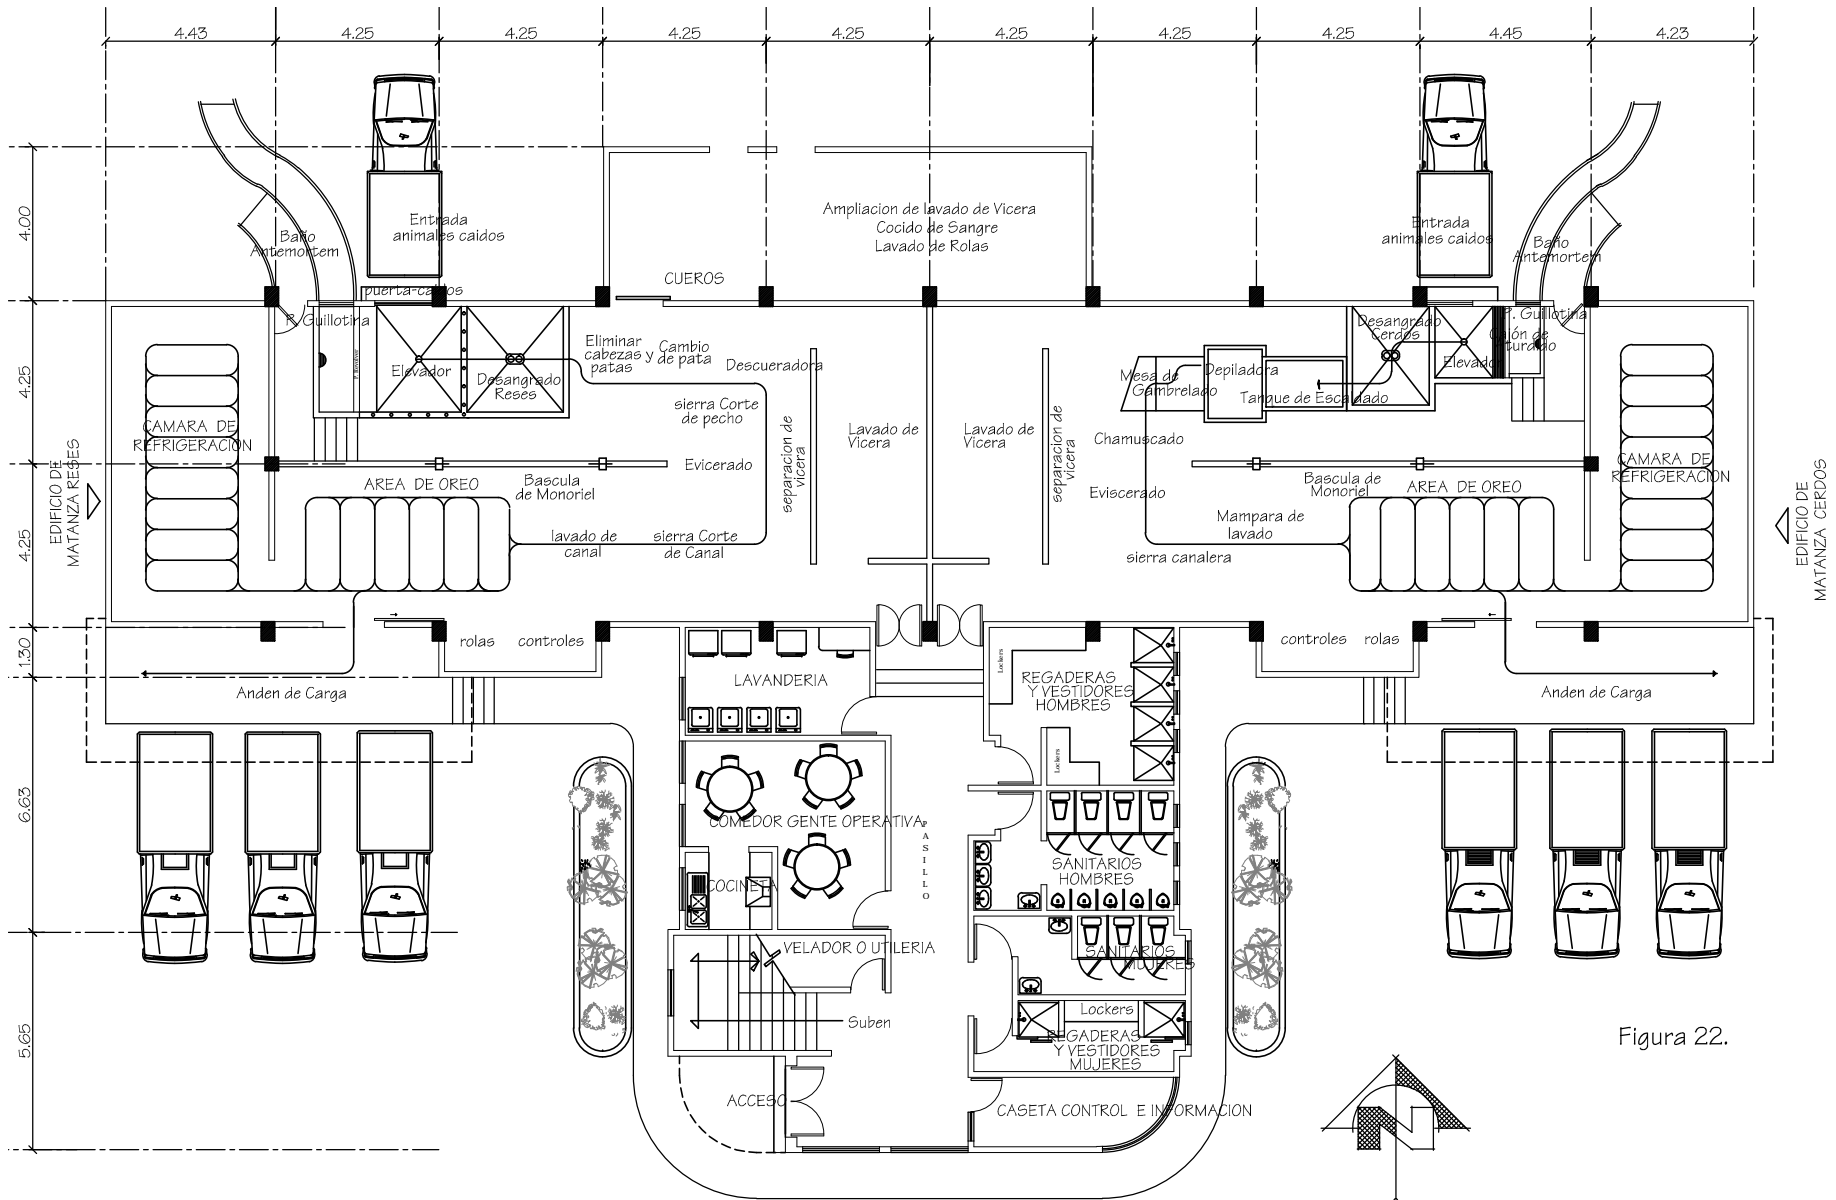 4.43 4.25 4.25 4.25 4.25 4.25 4.25 4.25 4.45 4.23
4.00
4.25
4.25
1.30
6.63
5.65
Entrada
animales caidos
Baño
Antemortem
puerta-caidos
P. Guillotina
CUEROS
Ampliacion de lavado de Vicera
Cocido de Sangre
Lavado de Rolas
Entrada
animales caidos
Baño
Antemortem
P. Guillotina
Elevador
Desangrado
Reses
Eliminar
cabezas y
patas
Cambio
de pata
Descueradora
sierra Corte
de pecho
Evicerado
separacion de
vicera
Lavado de
Vicera
Lavado de
Vicera
separacion de
vicera
Mesa de
Gambrelado
Depiladora
Tanque de Escaldado
Desangrado
Cerdos
Elevador
Cajón de
Aturdido
Chamuscado
Eviscerado
CAMARA DE
REFRIGERACION
EDIFICIO DE
MATANZA RESES
AREA DE OREO
Bascula
de Monoriel
lavado de
canal
sierra Corte
de Canal
Bascula de
Monoriel
AREA DE OREO
Mampara de
lavado
sierra canalera
CAMARA DE
REFRIGERACION
EDIFICIO DE
MATANZA CERDOS
rolas controles
controles rolas
Anden de Carga
Anden de Carga
LAVANDERIA
Lockers
REGADERAS
Y VESTIDORES
HOMBRES
Lockers
COMEDOR GENTE OPERATIVA
PASILLO
COCINETA
SANITARIOS
HOMBRES
VELADOR O UTILERIA
SANITARIOS
MUJERES
Suben
Lockers
REGADERAS
Y VESTIDORES
MUJERES
ACCESO
CASETA CONTROL E INFORMACION
Figura 22.
N